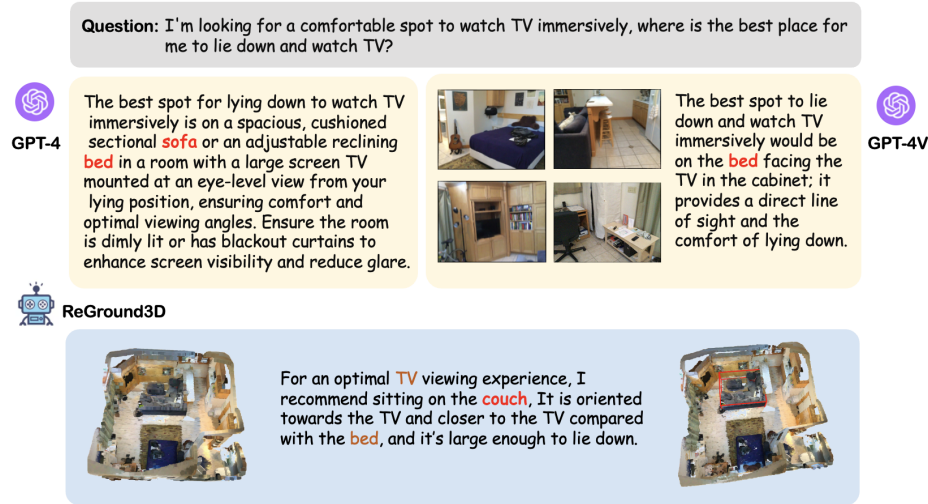 Question: I'm looking for a comfortable spot to watch TV immersively, where is the best place for
me to lie down and watch TV?
GPT-4
The best spot for lying down to watch TV
immersively is on a spacious, cushioned
sectional sofa or an adjustable reclining
bed in a room with a large screen TV
mounted at an eye-level view from your
lying position, ensuring comfort and
optimal viewing angles. Ensure the room
is dimly lit or has blackout curtains to
enhance screen visibility and reduce glare.
The best spot to lie
down and watch TV
immersively would be
on the bed facing the
TV in the cabinet; it
provides a direct line
of sight and the
comfort of lying down.
GPT-4V
ReGround3D
For an optimal TV viewing experience, I
recommend sitting on the couch, It is oriented
towards the TV and closer to the TV compared
with the bed, and it's large enough to lie down.